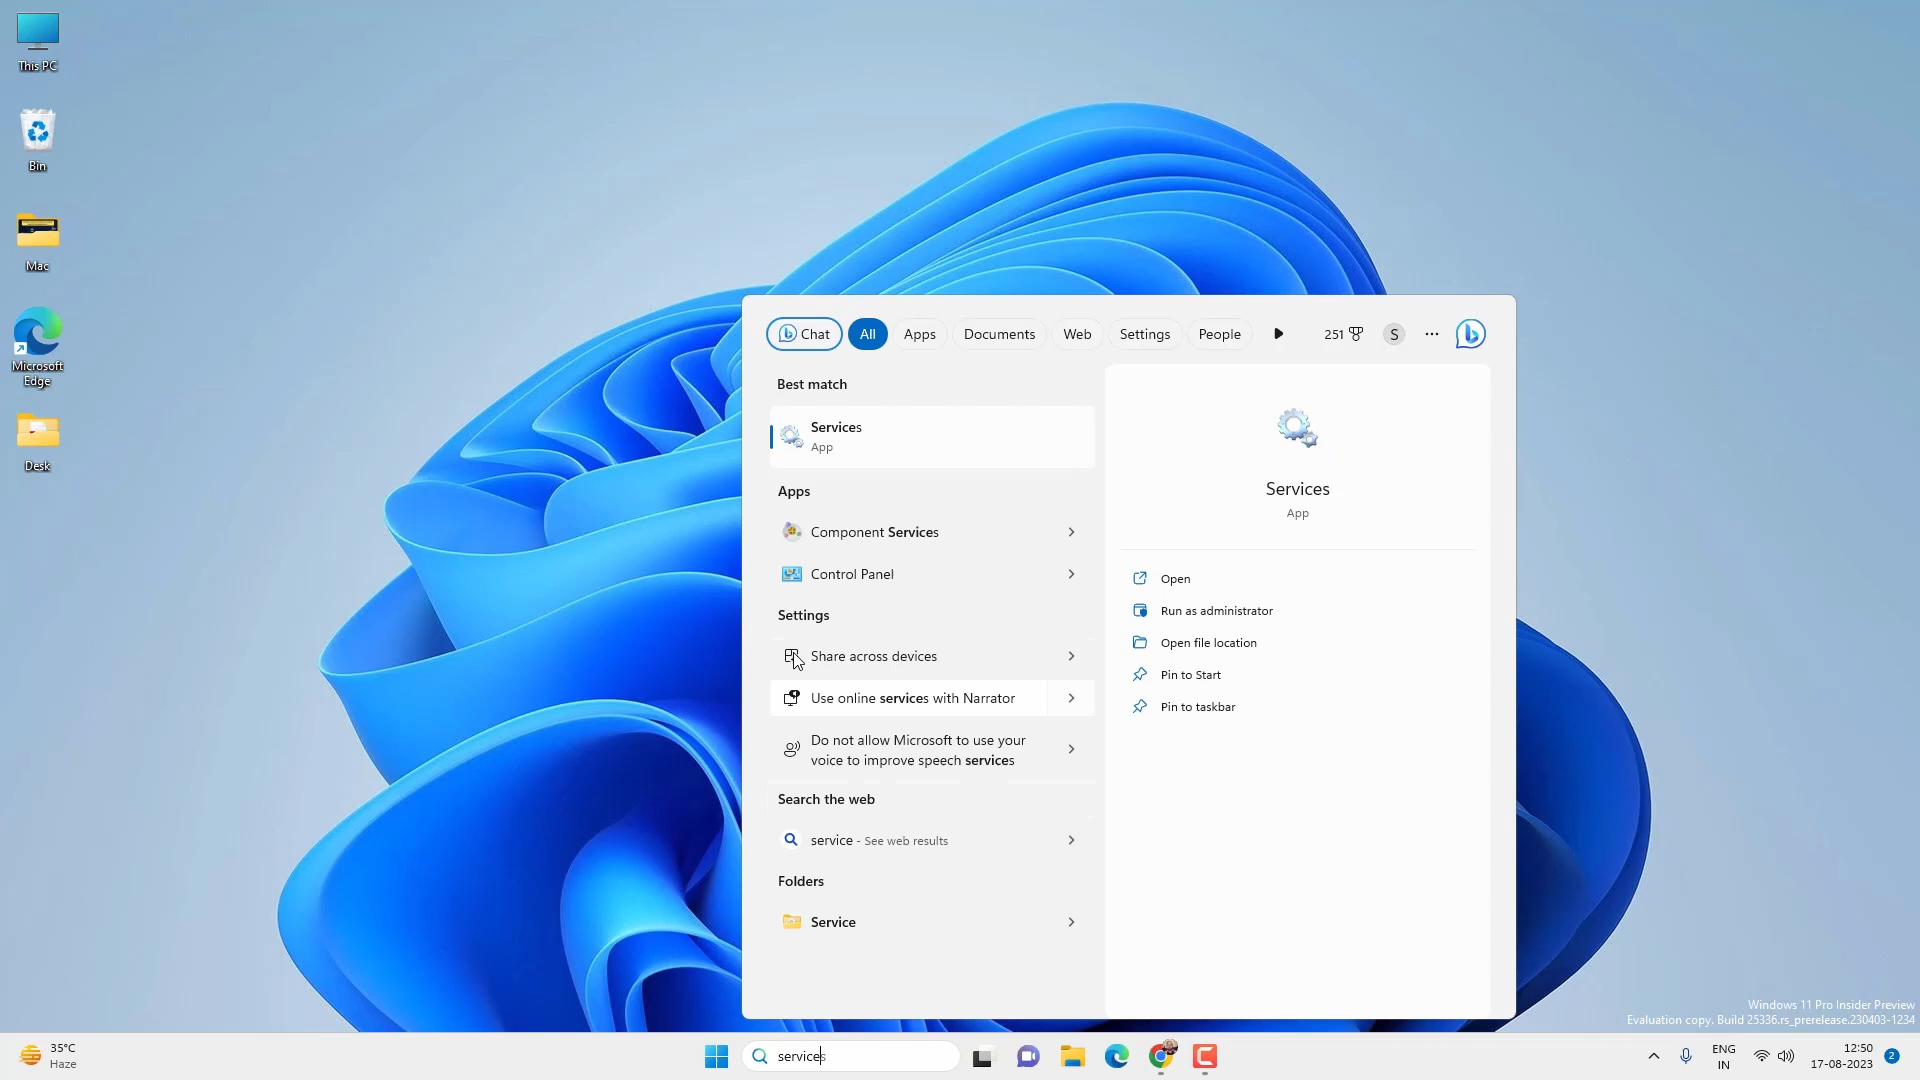 This PC
Bin
Mac
Microsoft
Edge
Desk
Chat
All
Apps
Documents
Web
Settings
People
251
S
Best match
Services
App
Apps
Component Services
Control Panel
Settings
Share across devices
Use online services with Narrator
Do not allow Microsoft to use your
voice to improve speech services
Search the web
service - See web results
Folders
Service
Services
App
Open
Run as administrator
Open file location
Pin to Start
Pin to taskbar
Windows 11 Pro Insider Preview
Evaluation copy. Build 25336.rs_prerelease.230403-1234
35°C
Haze
services
ENG
IN
12:50
17-08-2023
2